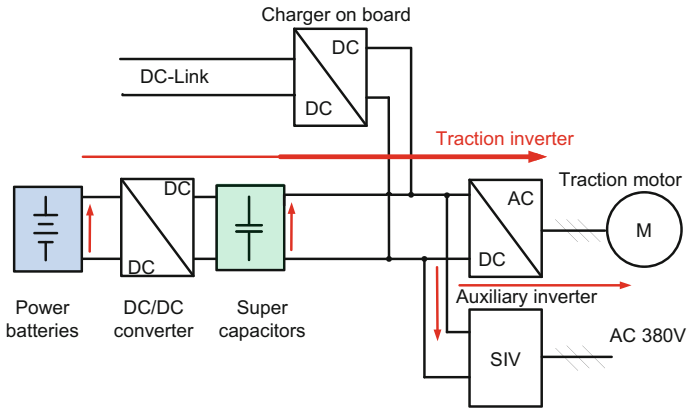 Charger on board
DC
DC-Link
DC
Traction inverter
Traction motor
DC
AC
M
DC
DC
Auxiliary inverter
Power
batteries
DC/DC
converter
Super
capacitors
SIV
AC 380V